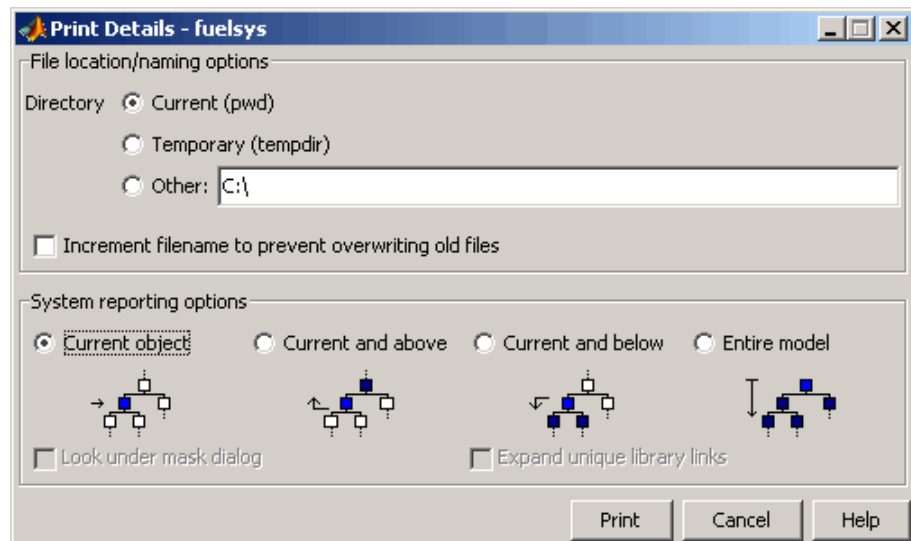 Print Details - fuelsys
File location/naming options
Directory Current (pwd)
Temporary (tempdir)
Other: C:\
Increment filename to prevent overwriting old files
System reporting options
Current object Current and above Current and below Entire model
Look under mask dialog Expand unique library links
Print Cancel Help